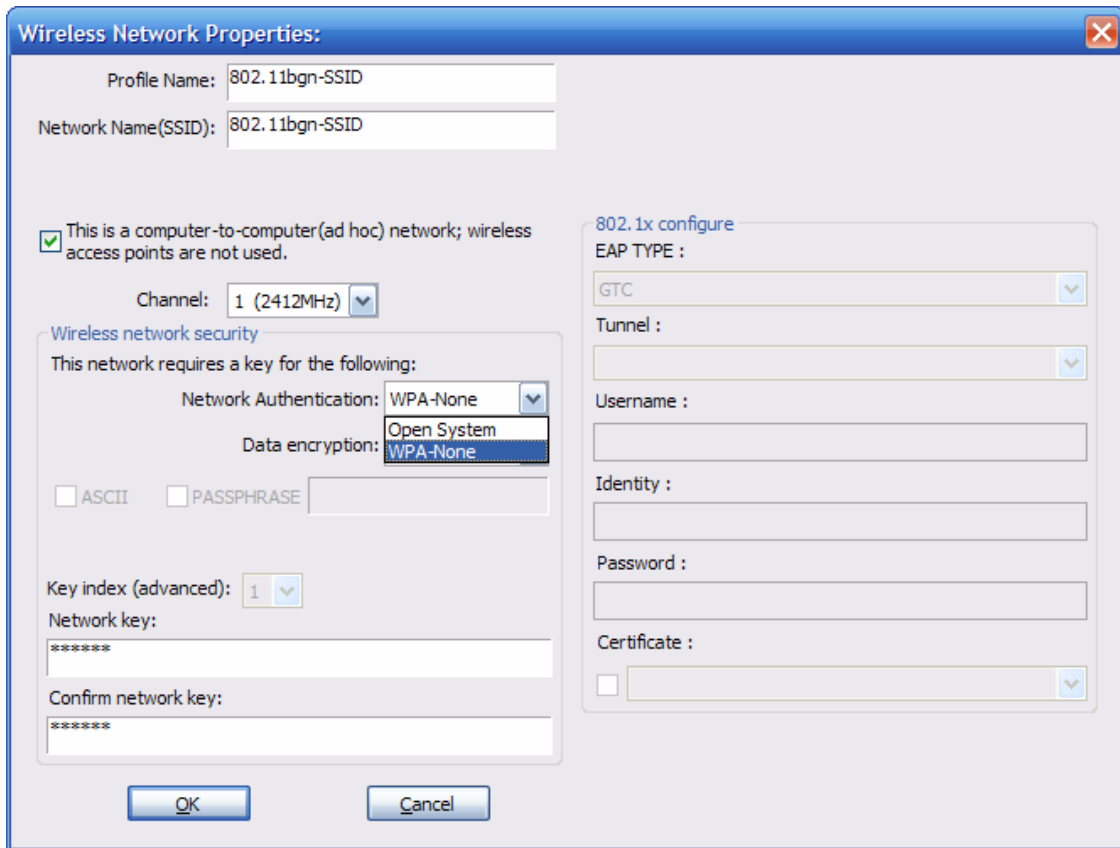 Wireless Network Properties:
Profile Name: 802.11bgn-SSID
Network Name(SSID): 802.11bgn-SSID
This is a computer-to-computer(ad hoc) network; wireless
access points are not used.
Channel: 1 (2412MHz)
Wireless network security
This network requires a key for the following:
Network Authentication: WPA-None
Open System
WPA-None
Data encryption:
ASCII PASSPHRASE
Key index (advanced): 1
Network key:
******
Confirm network key:
******
OK Cancel
802.1x configure
EAP TYPE :
GTC
Tunnel :
Username :
Identity :
Password :
Certificate :